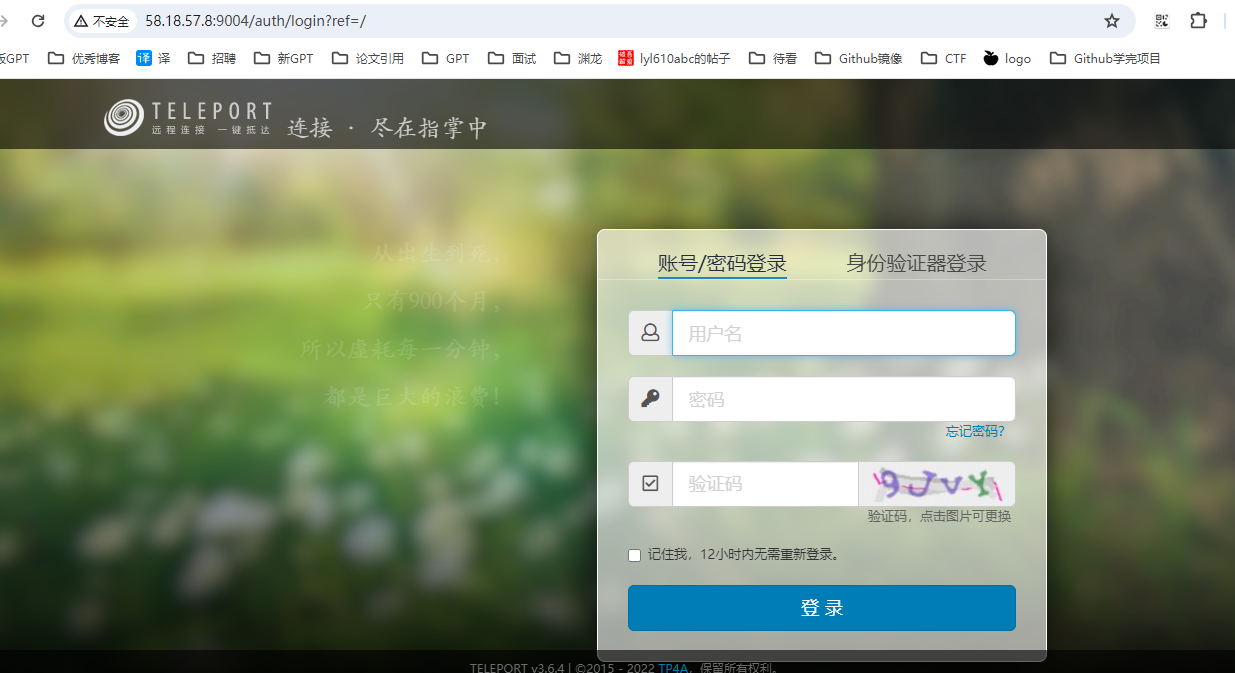 不安全 58.18.57.8:9004/auth/login?ref=/
版GPT 优秀博客 译 译 招聘 新GPT 论文引用 GPT 面试 渊龙 吾爱破解 lyl610abc的帖子 待看 Github镜像 CTF logo Github学完项目
TELEPORT
远程连接 一键抵达
连接 · 尽在指掌中
从出生到死,
只有900个月,
所以虚耗每一分钟,
都是巨大的浪费!
账号/密码登录 身份验证器登录
用户名
密码
忘记密码?
验证码 9JVY
验证码，点击图片可更换
记住我，12小时内无需重新登录。
登 录
TELEPORT v3.6.4 | ©2015 - 2022 TP4A，保留所有权利。